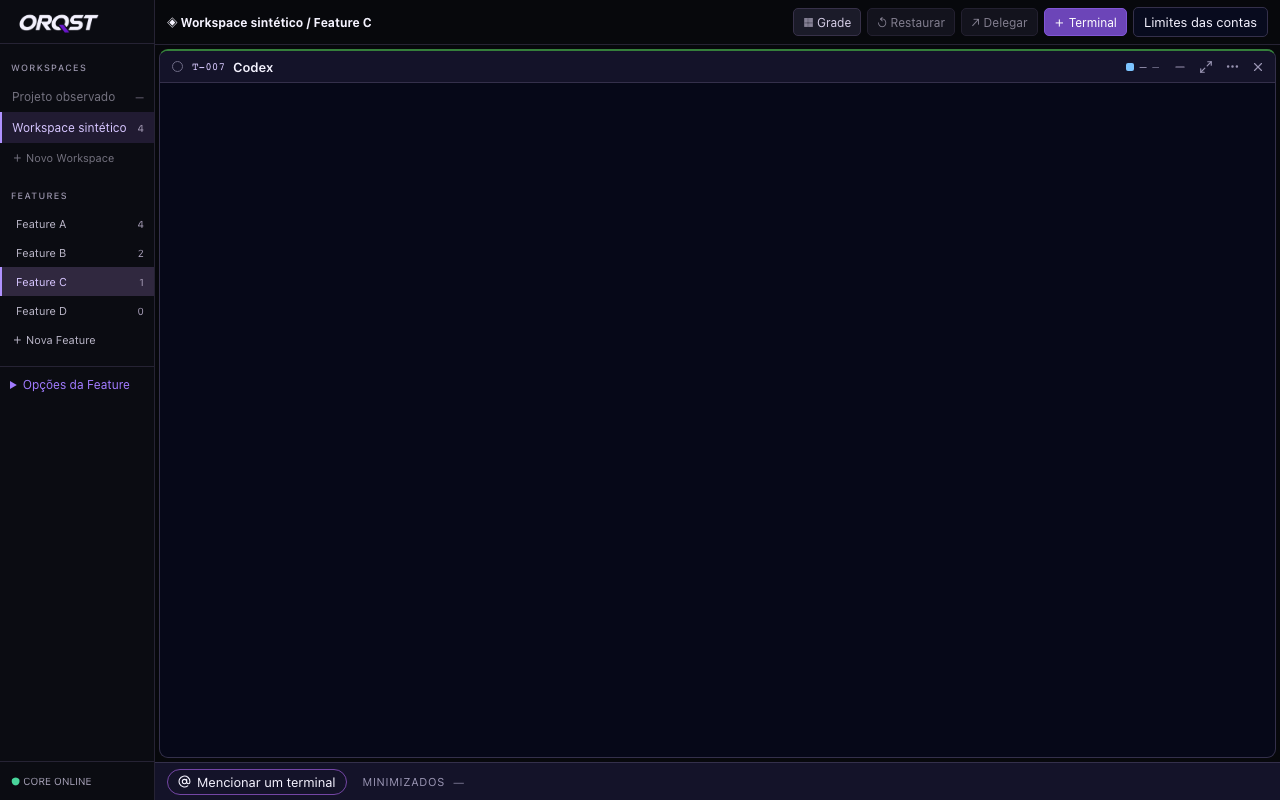 ORQST
◈ Workspace sintético / Feature C
▦ Grade
Restaurar
↗ Delegar
+ Terminal
Limites das contas
WORKSPACES
Projeto observado —
Workspace sintético 4
+ Novo Workspace
FEATURES
Feature A 4
Feature B 2
Feature C 1
Feature D 0
+ Nova Feature
▶ Opções da Feature
CORE ONLINE
T-007 Codex
— —
@ Mencionar um terminal
MINIMIZADOS —